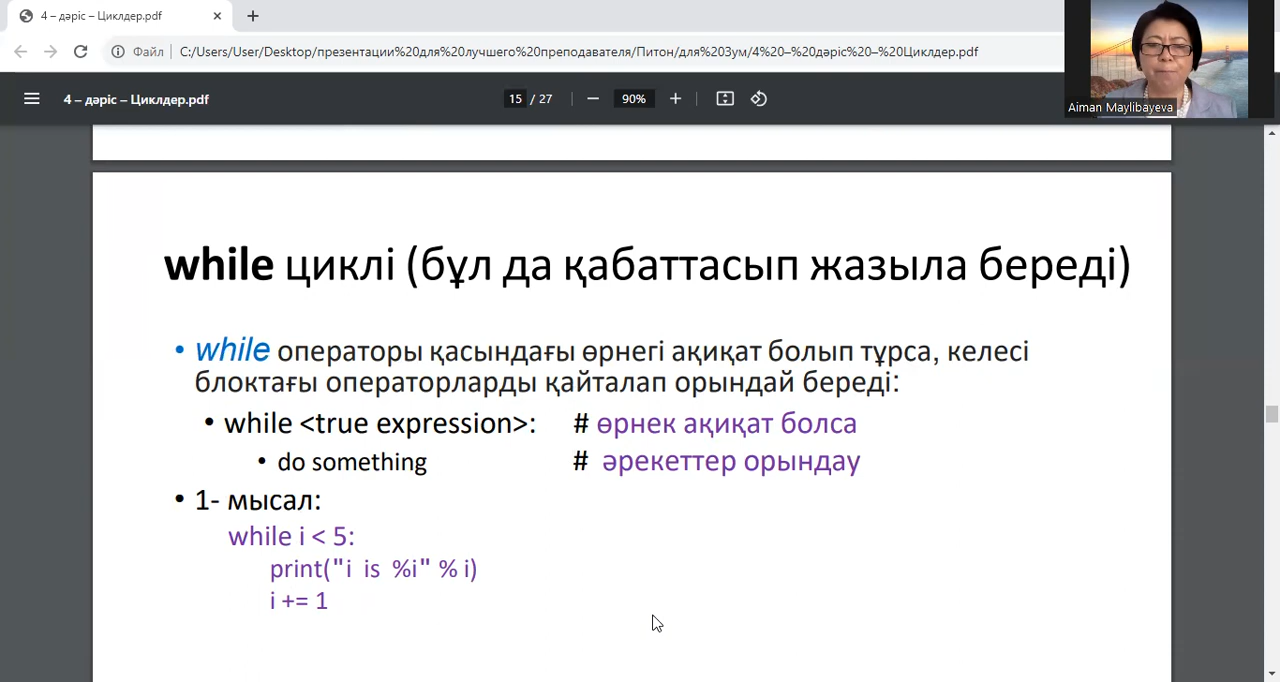 4 – дәріс – Циклдер.pdf
Файл
C:/Users/User/Desktop/презентации%20для%20лучшего%20преподавателя/Питон/для%20Зум/4%20–%20дәріс%20–%20Циклдер.pdf
Aiman Maylibayeva
4 – дәріс – Циклдер.pdf
15 / 27
90%
while циклі (бұл да қабаттасып жазыла береді)
• while операторы қасындағы өрнегі ақиқат болып тұрса, келесі
блоктағы операторларды қайталап орындай береді:
• while <true expression>: # өрнек ақиқат болса
• do something # әрекеттер орындау
• 1- мысал:
while i < 5:
print("i is %i" % i)
i += 1